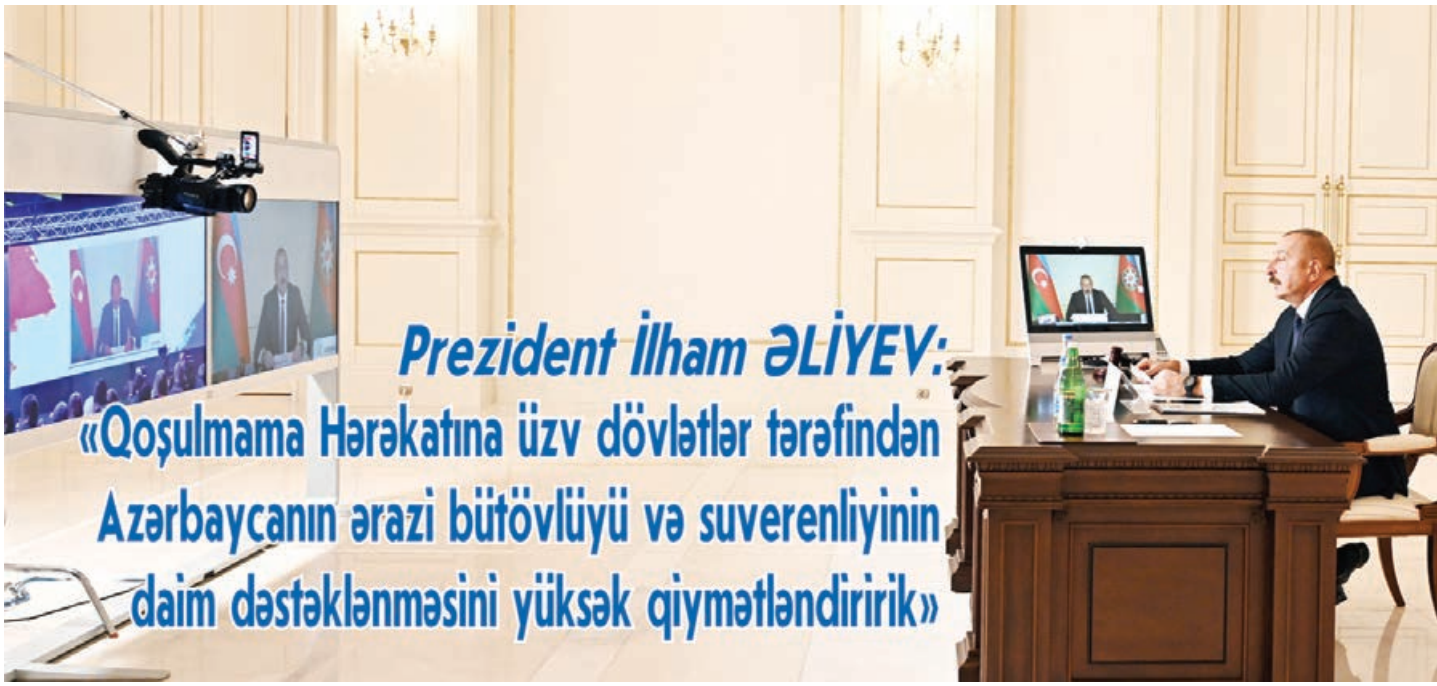 Prezident İlham ƏLİYEV:
«Qoşulmama Hərəkatına üzv dövlətlər tərəfindən
Azərbaycanın ərazi bütövlüyü və suverenliyinin
daim dəstəklənməsini yüksək qiymətləndiririk»